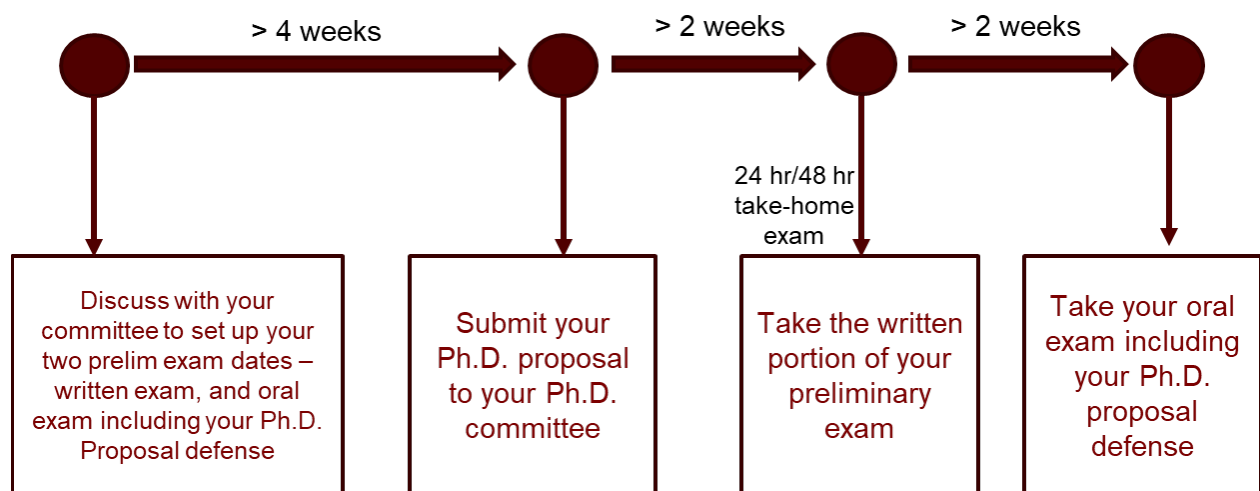 > 4 weeks
> 2 weeks
> 2 weeks
24 hr/48 hr
take-home
exam
Discuss with your
committee to set up your
two prelim exam dates –
written exam, and oral
exam including your Ph.D.
Proposal defense
Submit your
Ph.D. proposal
to your Ph.D.
committee
Take the written
portion of your
preliminary
exam
Take your oral
exam including
your Ph.D.
proposal
defense